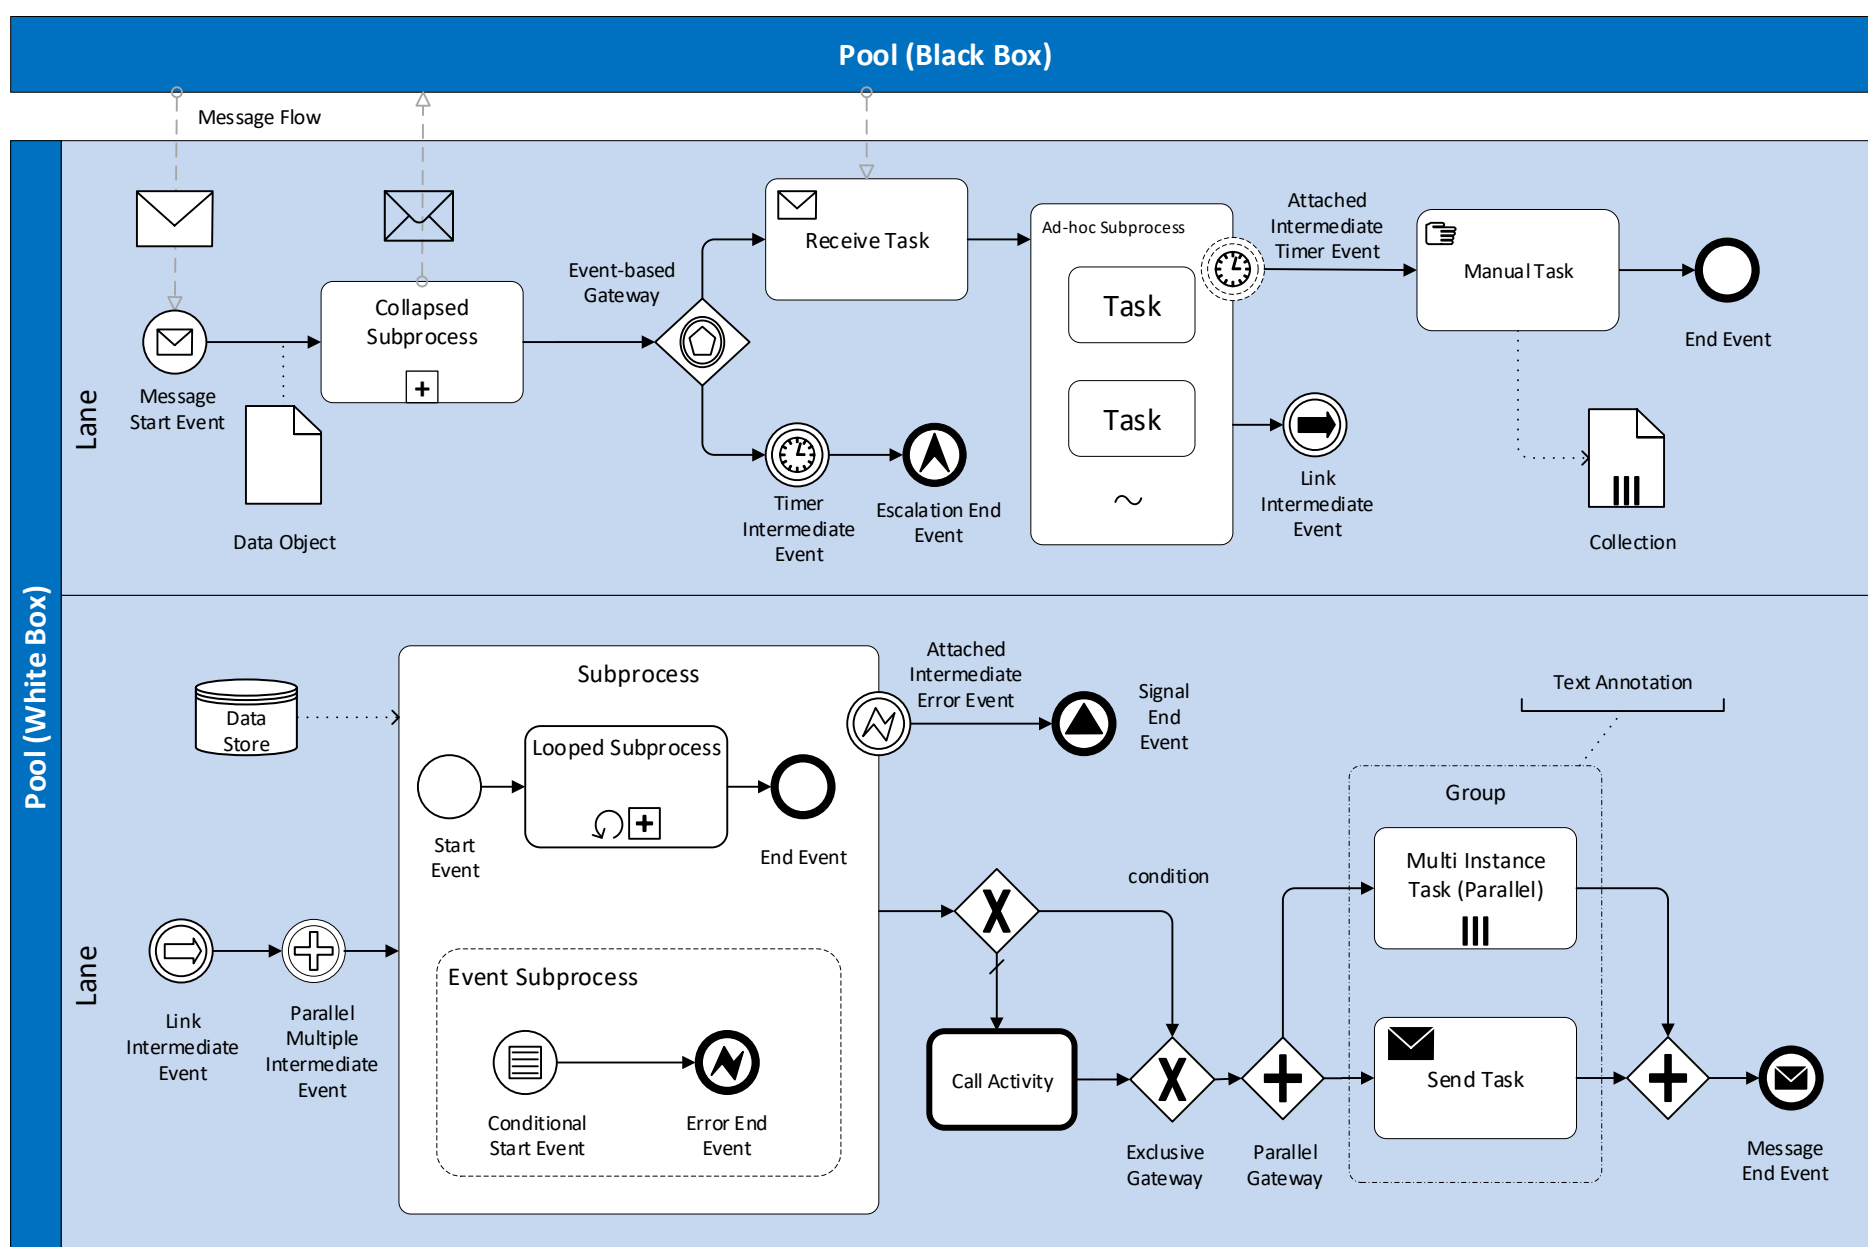 Pool (Black Box)
Message Flow
Pool (White Box)
Lane
Message
Start Event
Data Object
Collapsed
Subprocess
Event-based
Gateway
Receive Task
Timer
Intermediate
Event
Escalation End
Event
Ad-hoc Subprocess
Task
Task
Attached
Intermediate
Timer Event
Link
Intermediate
Event
Manual Task
End Event
Collection
Lane
Data
Store
Link
Intermediate
Event
Parallel
Multiple
Intermediate
Event
Subprocess
Start
Event
Looped Subprocess
End Event
Event Subprocess
Conditional
Start Event
Error End
Event
Attached
Intermediate
Error Event
Signal
End
Event
condition
Call Activity
Exclusive
Gateway
Parallel
Gateway
Text Annotation
Group
Multi Instance
Task (Parallel)
Send Task
Message
End Event